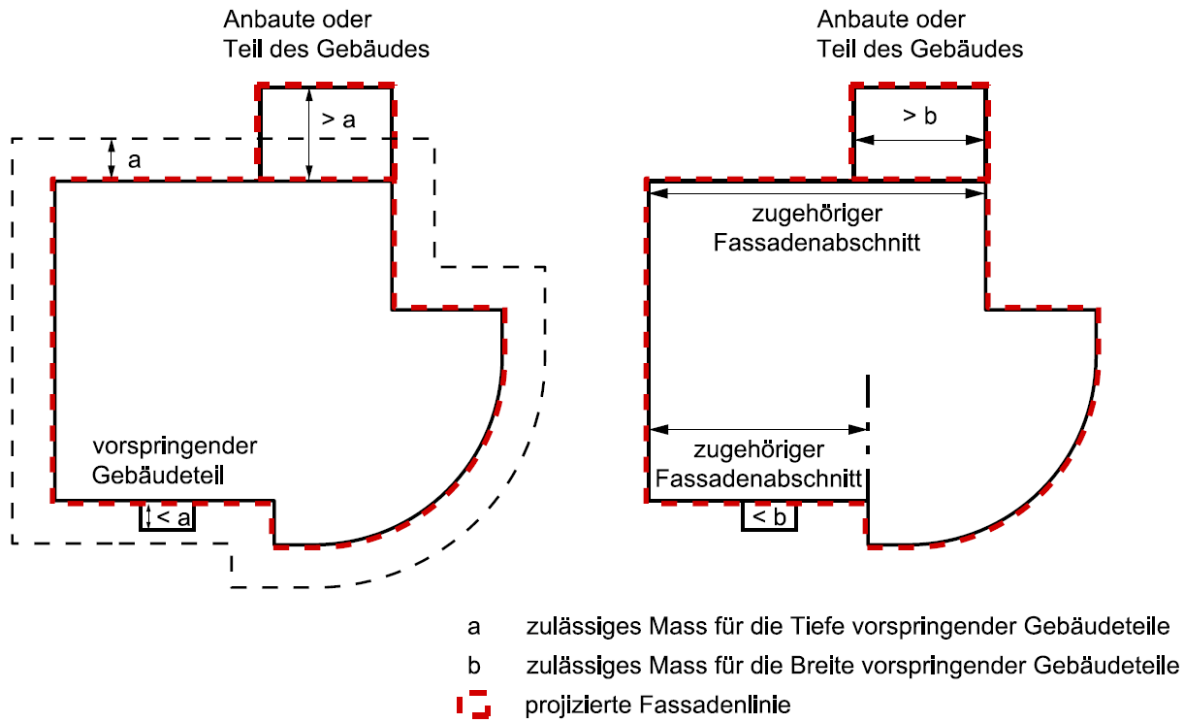 Anbaute oder
Teil des Gebäudes
> a
a
vorspringender
Gebäudeteil
< a
Anbaute oder
Teil des Gebäudes
> b
zugehöriger
Fassadenabschnitt
zugehöriger
Fassadenabschnitt
< b
a zulässiges Mass für die Tiefe vorspringender Gebäudeteile
b zulässiges Mass für die Breite vorspringender Gebäudeteile
projizierte Fassadenlinie